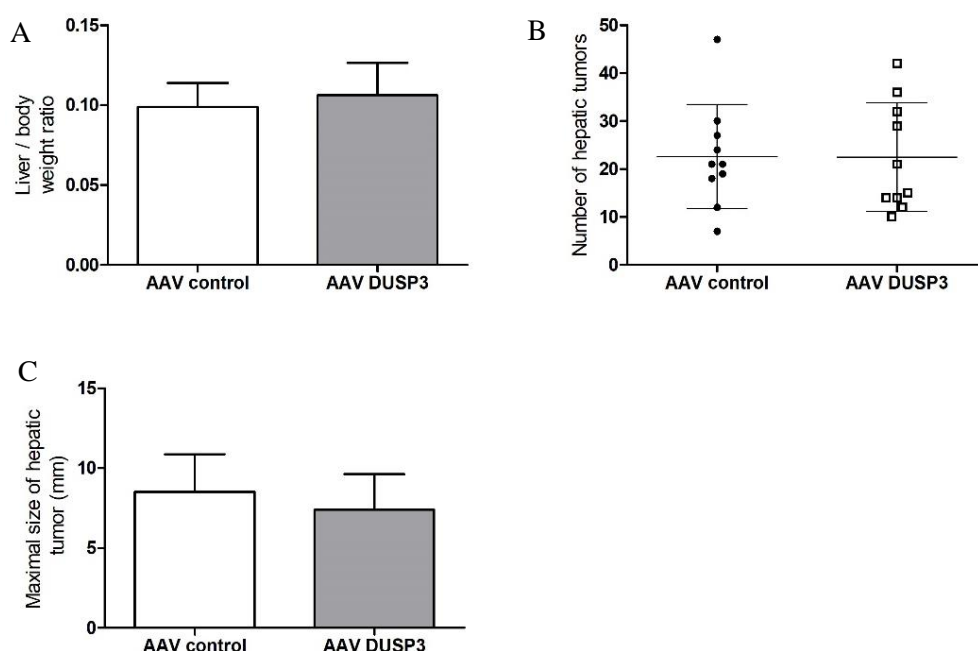 A
Liver / body
weight ratio
0.15
0.10
0.05
0.00
AAV control
AAV DUSP3
B
Number of hepatic tumors
50
40
30
20
10
0
AAV control
AAV DUSP3
C
Maximal size of hepatic
tumor (mm)
15
10
5
0
AAV control
AAV DUSP3